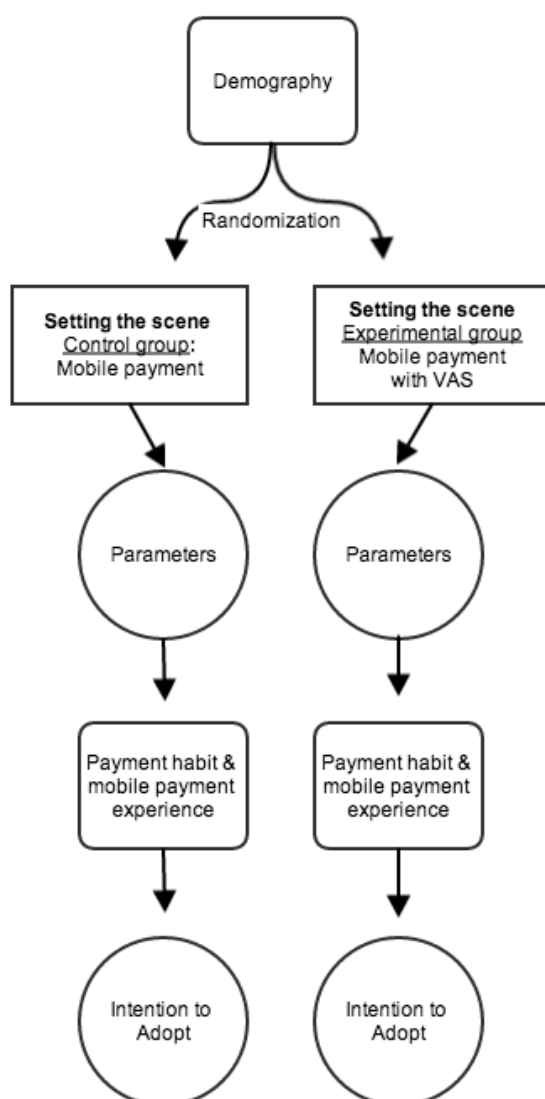 Demography
Randomization
Setting the scene
Control group:
Mobile payment
Setting the scene
Experimental group
Mobile payment
with VAS
Parameters
Parameters
Payment habit &
mobile payment
experience
Payment habit &
mobile payment
experience
Intention to
Adopt
Intention to
Adopt